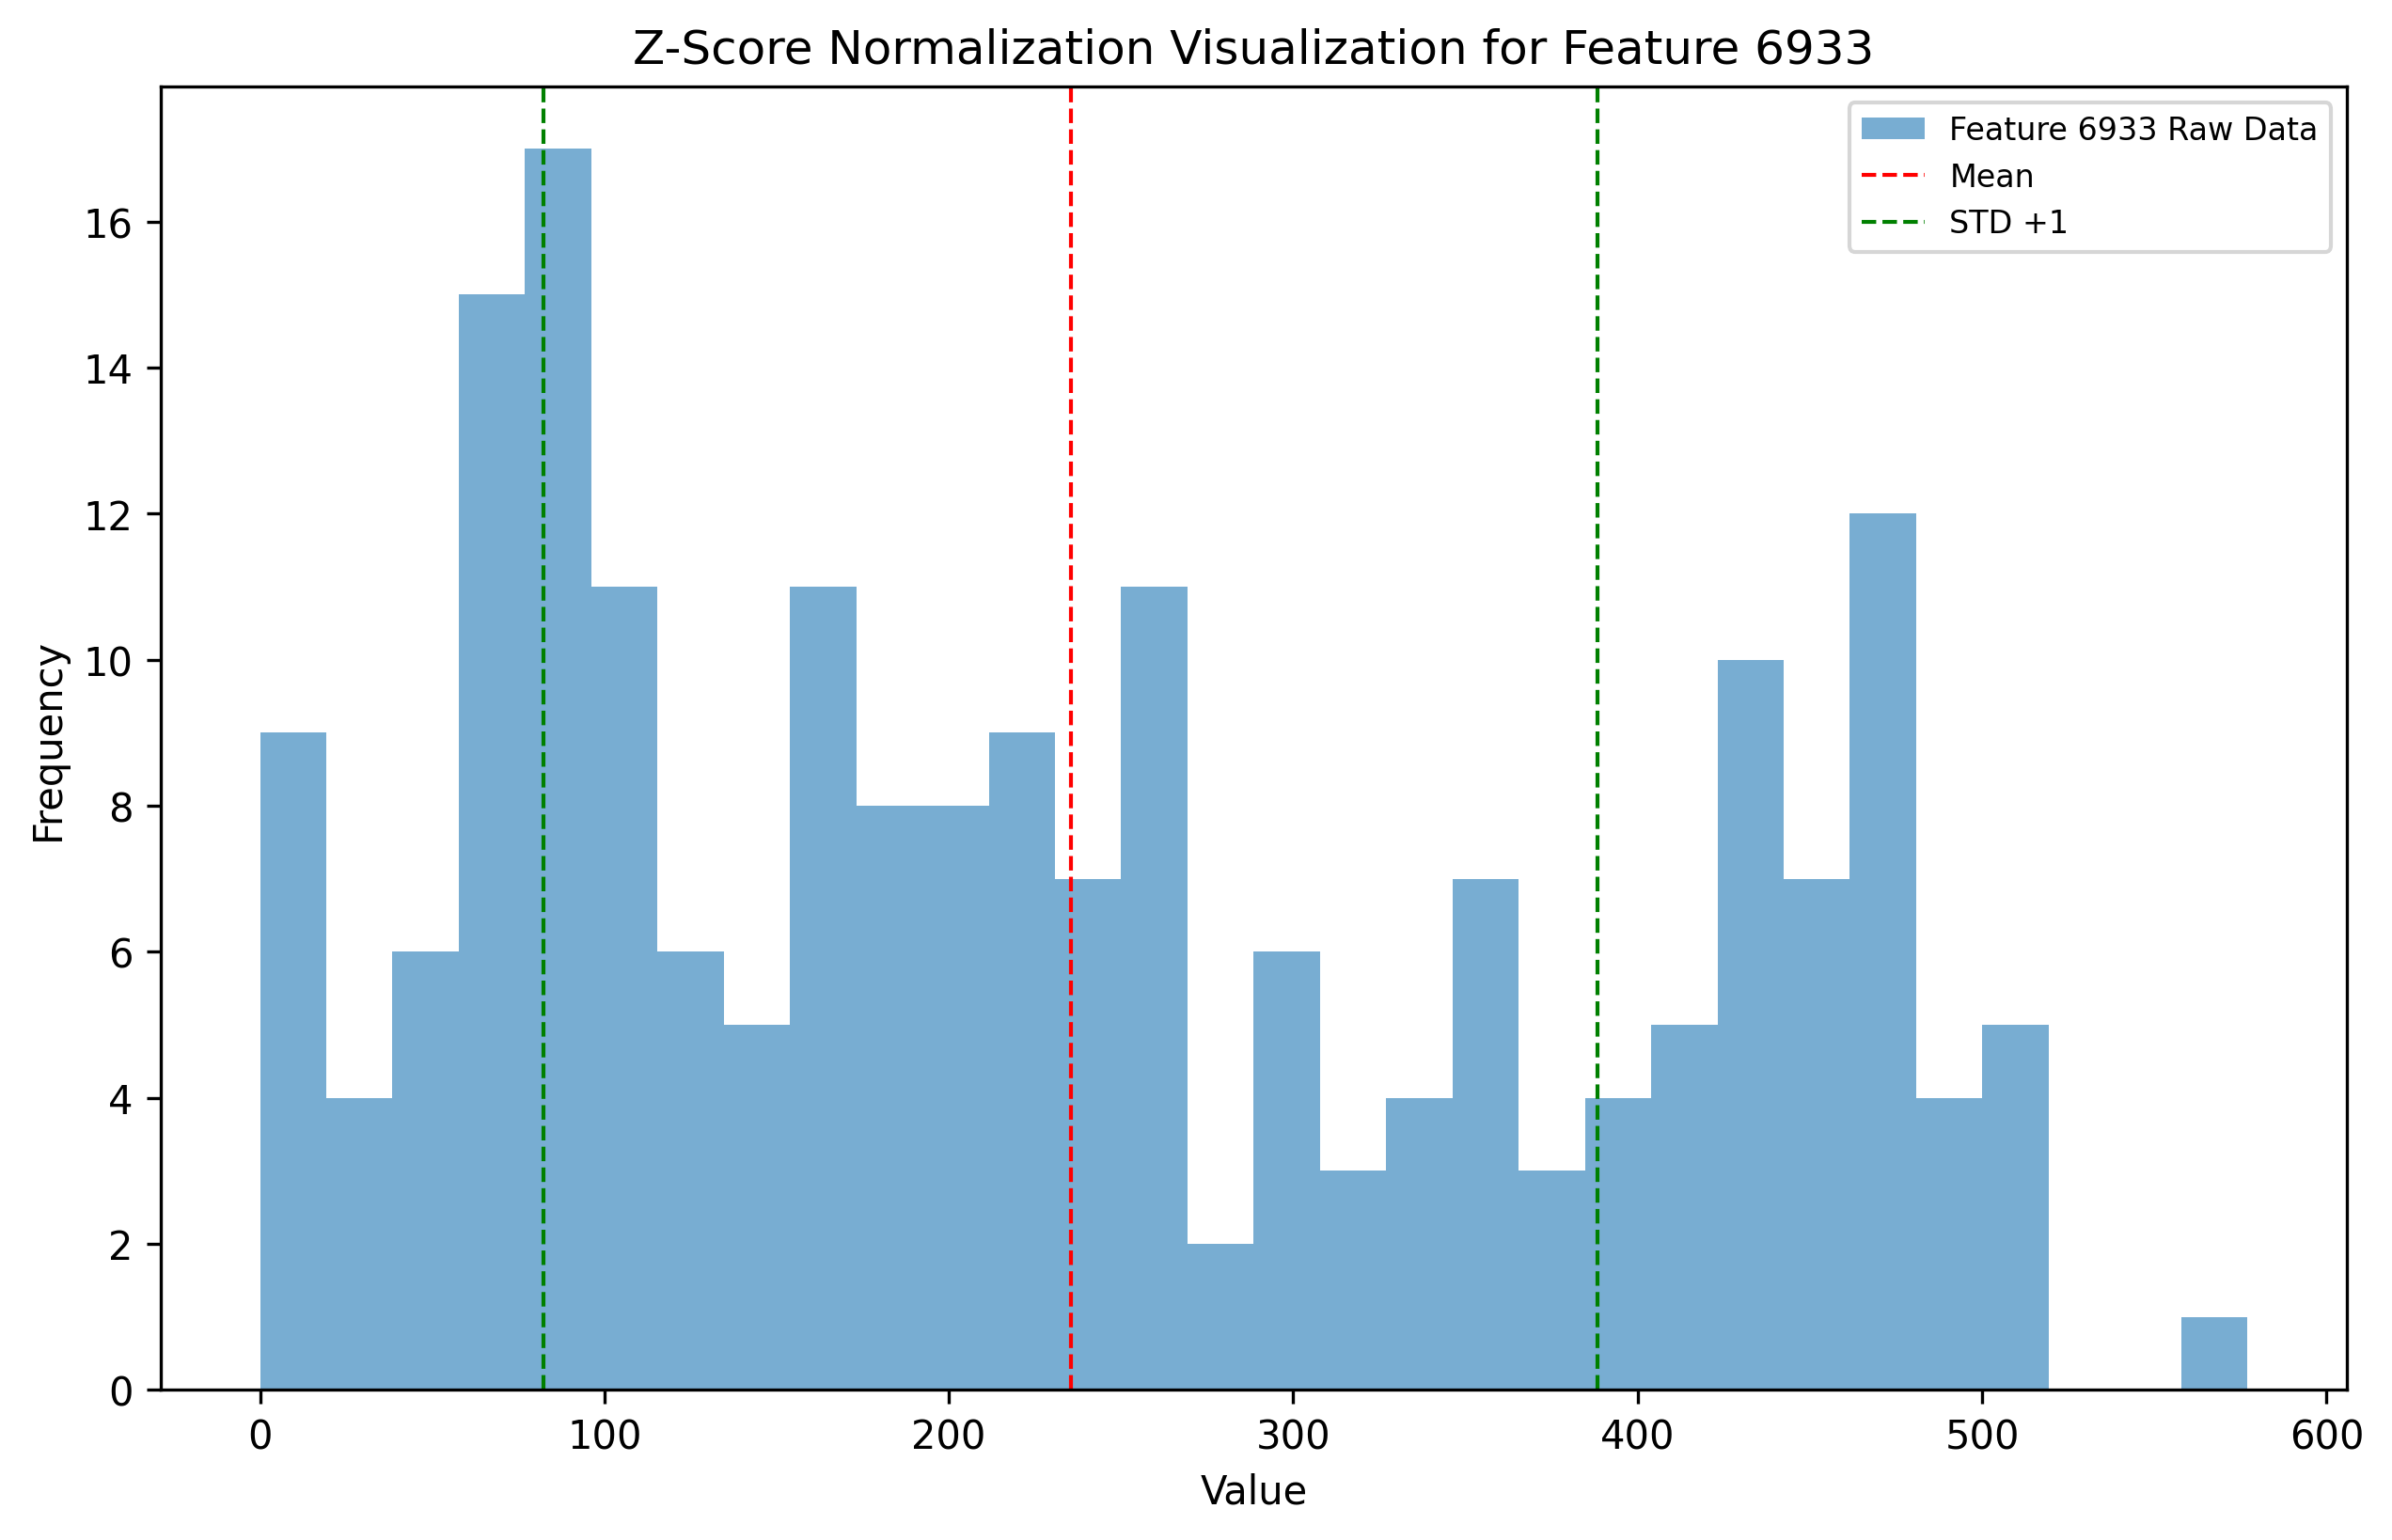 Z-Score Normalization Visualization for Feature 6933
Feature 6933 Raw Data
Mean
STD +1
16
14
12
10
8
6
4
2
0
Frequency
0 100 200 300 400 500 600
Value